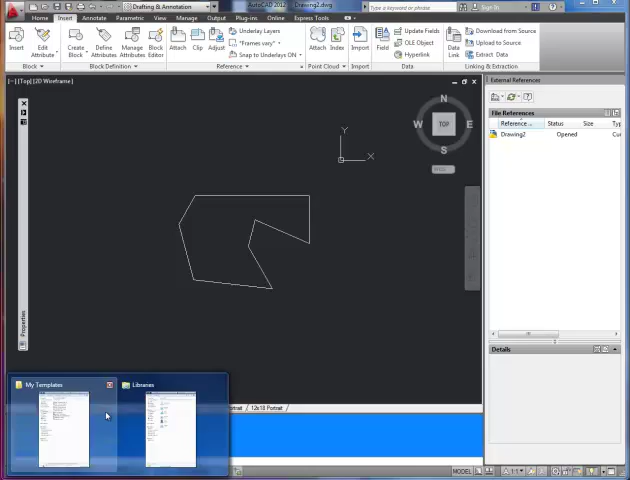 Drafting & Annotation
AutoCAD 2012
Drawing2.dwg
Type a keyword or phrase
Sign In
Home Insert Annotate Parametric View Manage Output Plug-ins Online Express Tools
Insert
Edit
Attribute
Create
Block
Define
Attributes
Manage
Attributes
Block
Editor
Attach
Clip
Adjust
Underlay Layers
*Frames vary*
Snap to Underlays ON
Attach
Index
Import
Field
Update Fields
OLE Object
Hyperlink
Data
Link
Download from Source
Upload to Source
Extract Data
Block
Block Definition
Reference
Point Cloud
Import
Data
Linking & Extraction
[−][Top][2D Wireframe]
External References
File References
Reference...
Status
Size
Drawing2
Opened
N
W
TOP
E
S
Y
X
Properties
Details
My Templates
Libraries
12x18 Portrait
MODEL
1:1